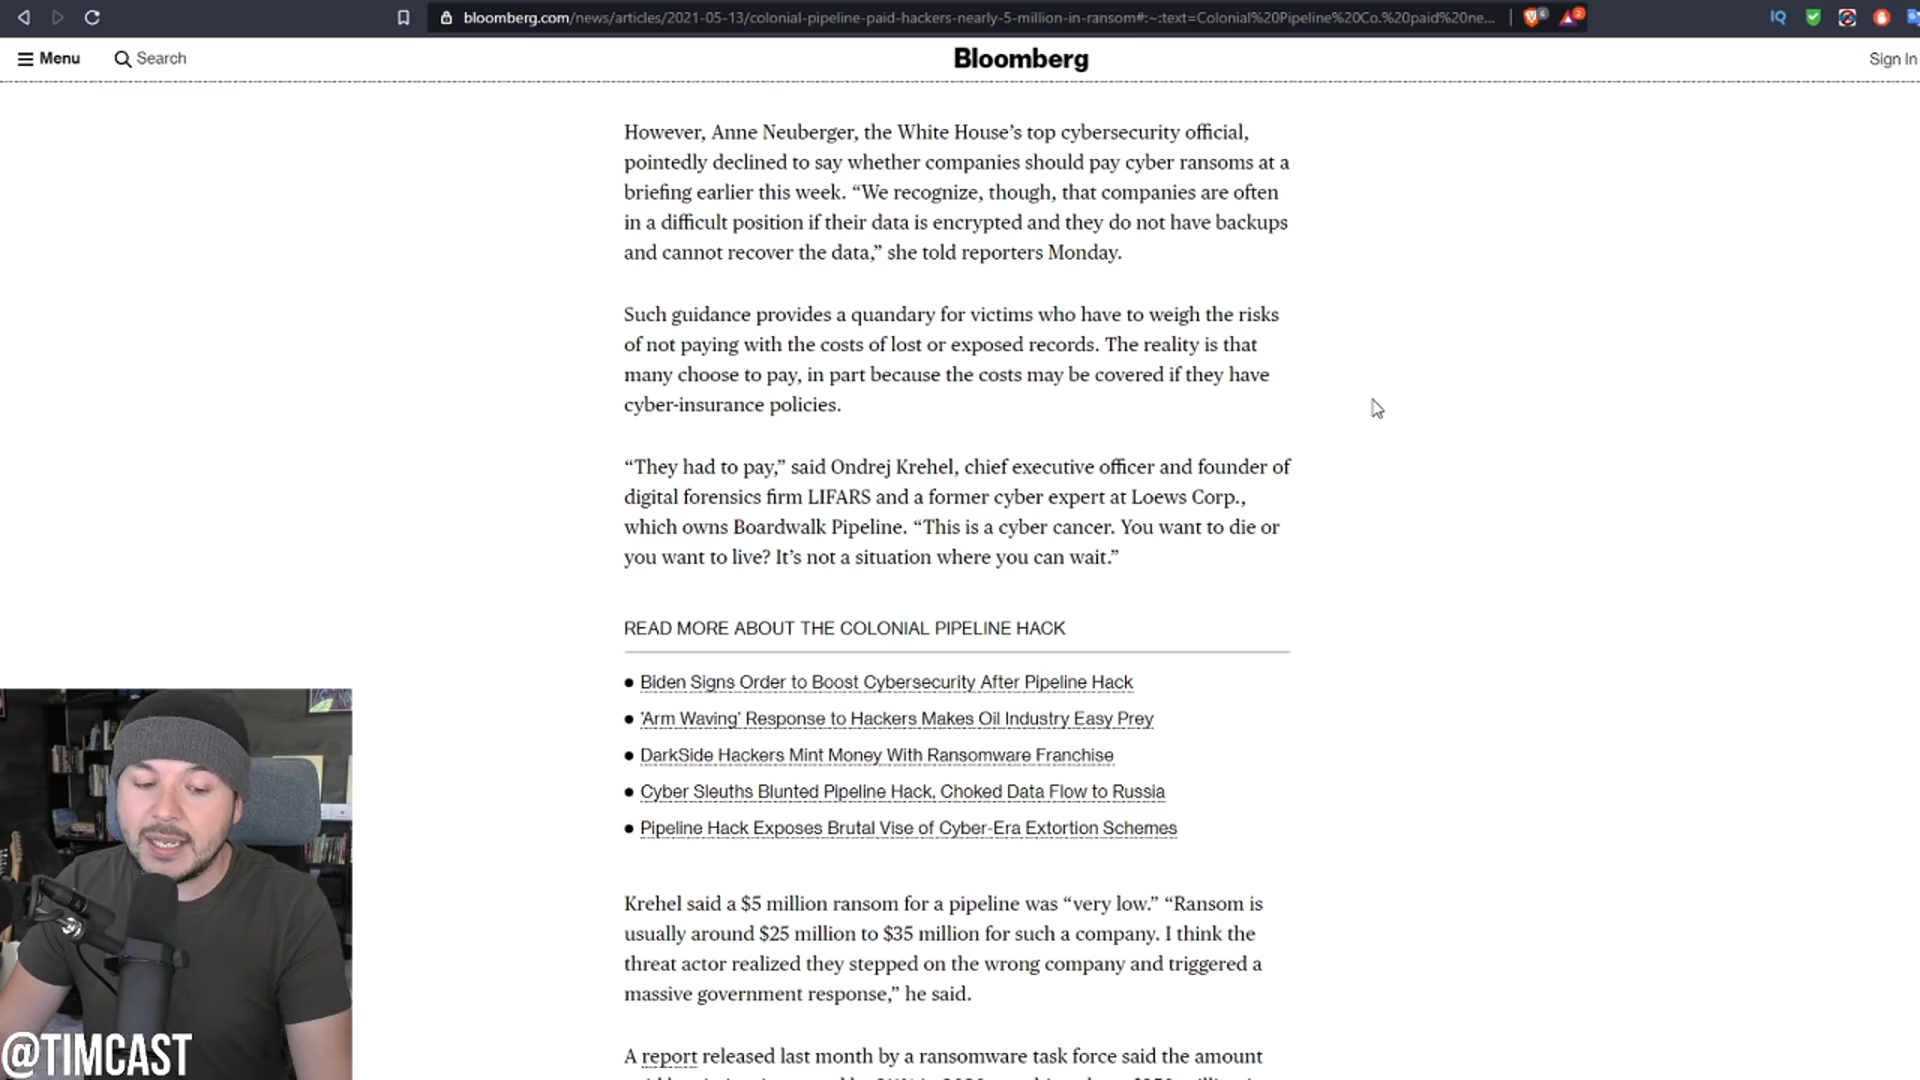 bloomberg.com/news/articles/2021-05-13/colonial-pipeline-paid-hackers-nearly-5-million-in-ransom#:~:text=Colonial%20Pipeline%20Co.%20paid%20ne...
IQ
Menu
Search
Bloomberg
Sign In
However, Anne Neuberger, the White House’s top cybersecurity official,
pointedly declined to say whether companies should pay cyber ransoms at a
briefing earlier this week. “We recognize, though, that companies are often
in a difficult position if their data is encrypted and they do not have backups
and cannot recover the data,” she told reporters Monday.
Such guidance provides a quandary for victims who have to weigh the risks
of not paying with the costs of lost or exposed records. The reality is that
many choose to pay, in part because the costs may be covered if they have
cyber-insurance policies.
“They had to pay,” said Ondrej Krehel, chief executive officer and founder of
digital forensics firm LIFARS and a former cyber expert at Loews Corp.,
which owns Boardwalk Pipeline. “This is a cyber cancer. You want to die or
you want to live? It’s not a situation where you can wait.”
READ MORE ABOUT THE COLONIAL PIPELINE HACK
● Biden Signs Order to Boost Cybersecurity After Pipeline Hack
● ‘Arm Waving’ Response to Hackers Makes Oil Industry Easy Prey
● DarkSide Hackers Mint Money With Ransomware Franchise
● Cyber Sleuths Blunted Pipeline Hack, Choked Data Flow to Russia
● Pipeline Hack Exposes Brutal Vise of Cyber-Era Extortion Schemes
Krehel said a $5 million ransom for a pipeline was “very low.” “Ransom is
usually around $25 million to $35 million for such a company. I think the
threat actor realized they stepped on the wrong company and triggered a
massive government response,” he said.
A report released last month by a ransomware task force said the amount
@TIMCAST